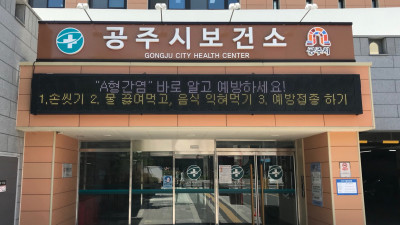 공주시보건소
GONGJU CITY HEALTH CENTER
공주시
"A형간염" 바로 알고 예방하세요!
1.손씻기 2. 물 끓여먹고, 음식 익혀먹기 3. 예방접종 하기